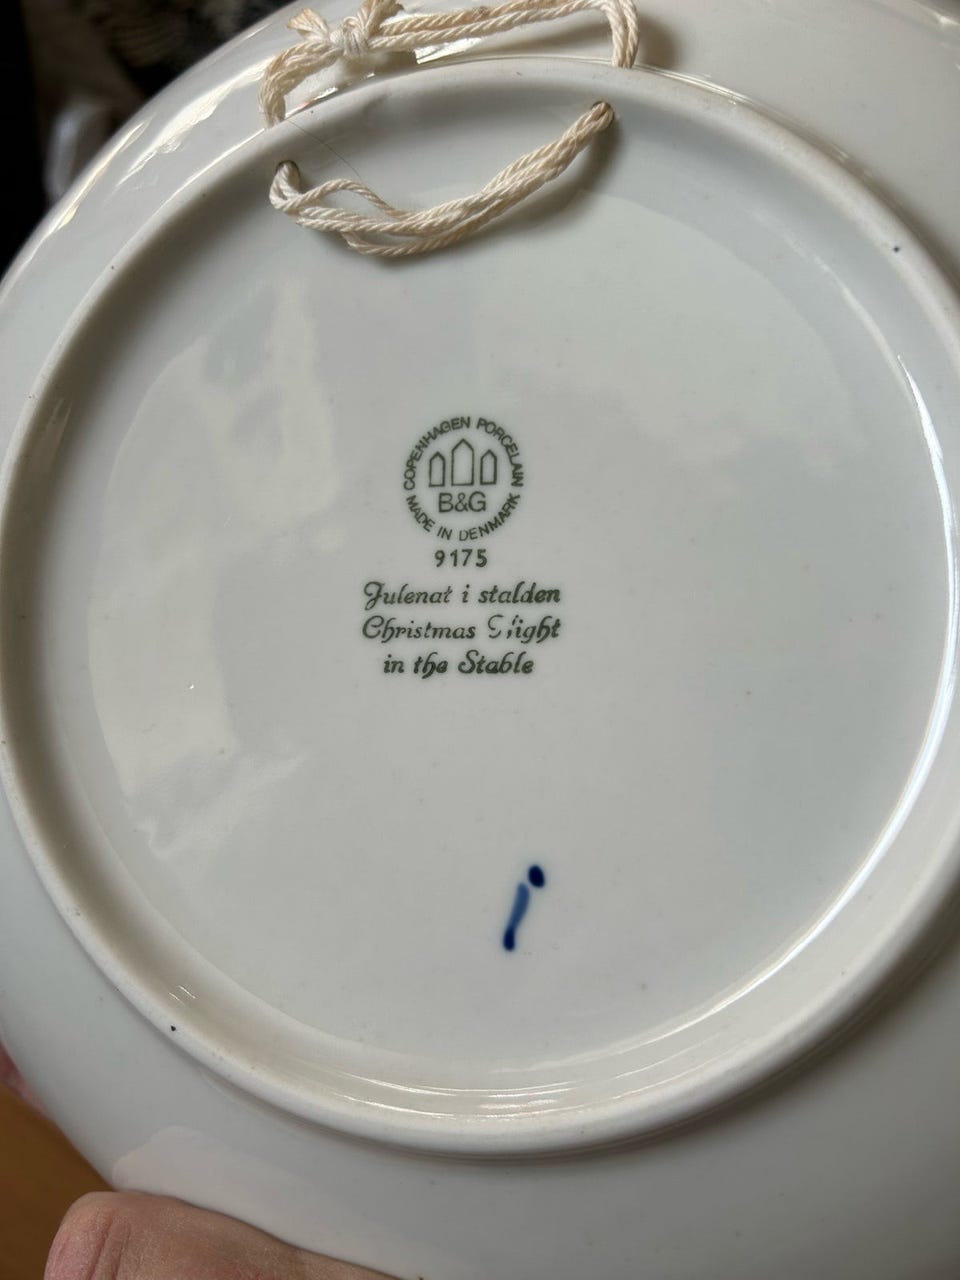 COPENHAGEN PORCELAIN
B&G
MADE IN DENMARK
9175
Julenat i stalden
Christmas Night
in the Stable
i